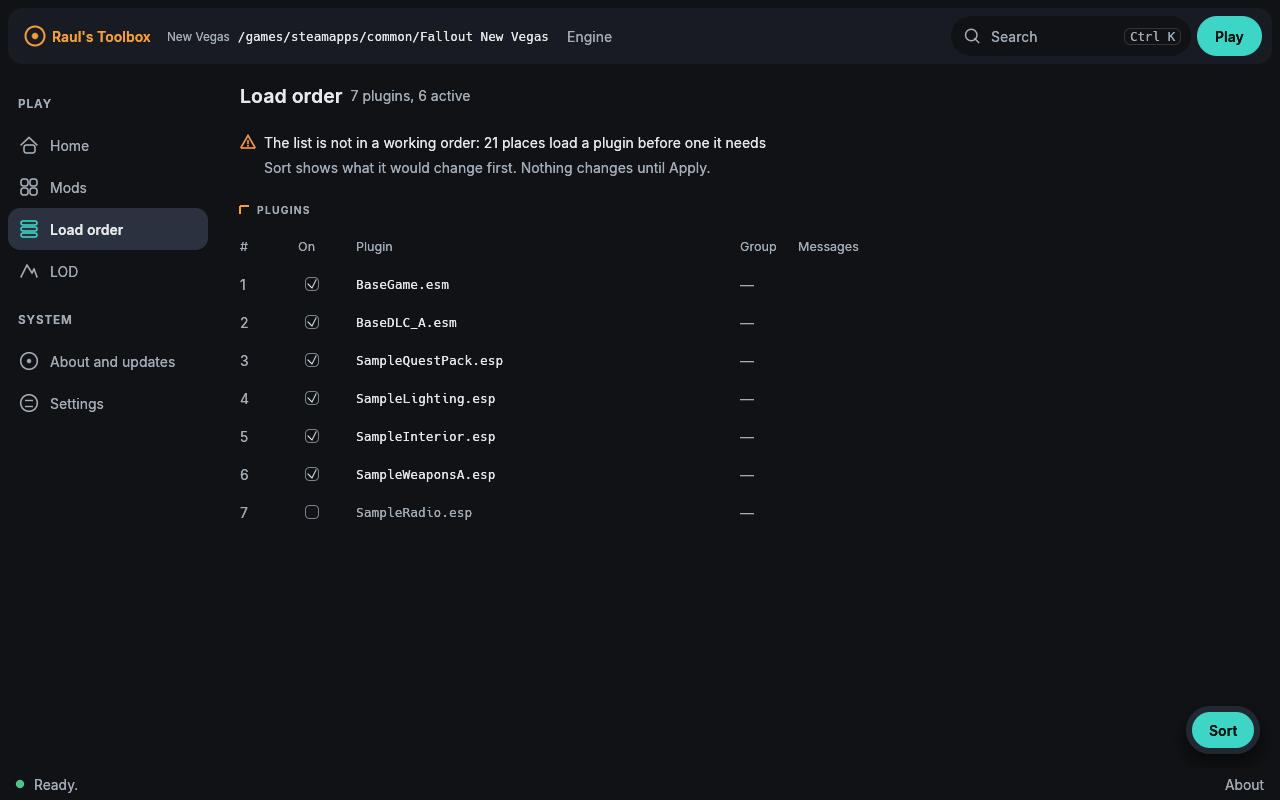 Raul's Toolbox New Vegas /games/steamapps/common/Fallout New Vegas Engine Search Ctrl K Play
PLAY
Home
Mods
Load order
LOD
SYSTEM
About and updates
Settings
Load order 7 plugins, 6 active
The list is not in a working order: 21 places load a plugin before one it needs
Sort shows what it would change first. Nothing changes until Apply.
PLUGINS
# On Plugin Group Messages
1 BaseGame.esm —
2 BaseDLC_A.esm —
3 SampleQuestPack.esp —
4 SampleLighting.esp —
5 SampleInterior.esp —
6 SampleWeaponsA.esp —
7 SampleRadio.esp —
Sort
Ready. About